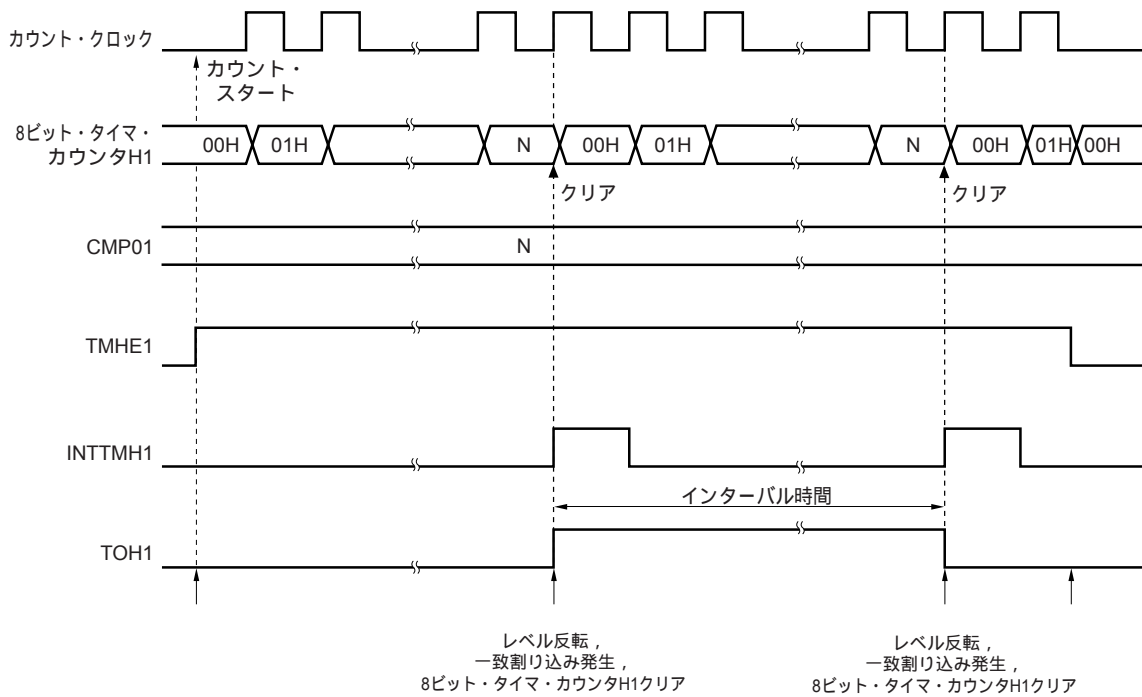 カウント・クロック
カウント・
スタート
8ビット・タイマ・
カウンタH1
00H 01H N 00H 01H N 00H 01H 00H
クリア クリア
CMP01 N
TMHE1
INTTMH1
インターバル時間
TOH1
レベル反転，
一致割り込み発生，
8ビット・タイマ・カウンタH1クリア
レベル反転，
一致割り込み発生，
8ビット・タイマ・カウンタH1クリア